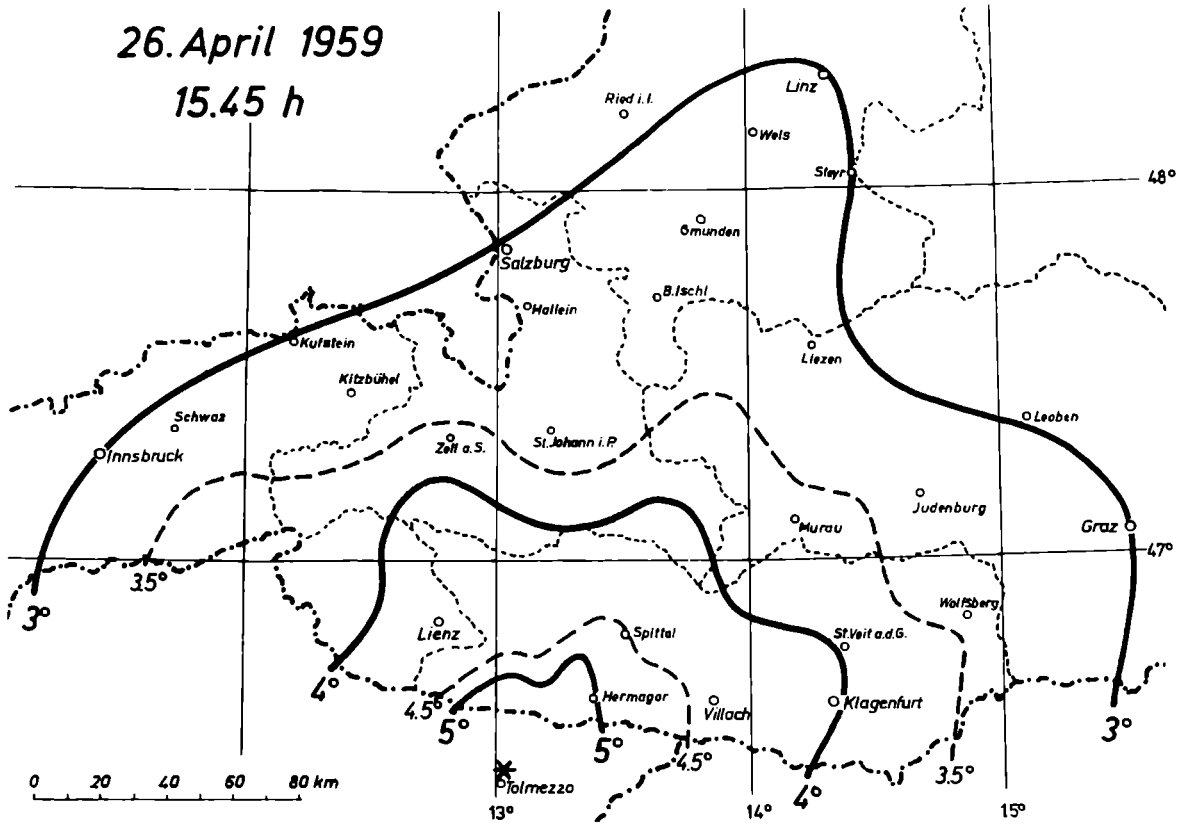 26. April 1959
15.45 h
Linz
Ried i.I.
Wels
Steyr
48°
Gmunden
Salzburg
B.Ischl
Hallein
Kufstein
Liezen
Kitzbühel
Schwaz
Leoben
Zell a.S.
St.Johann i.P.
Innsbruck
Judenburg
Murau
Graz
47°
3.5°
3°
Wolfsberg
Lienz
Spittal
St.Veit a.d.G.
4°
4.5°
Hermagor
Villach
Klagenfurt
5°
5°
3°
4.5°
3.5°
0 20 40 60 80 km
Tolmezzo
4°
13°
14°
15°